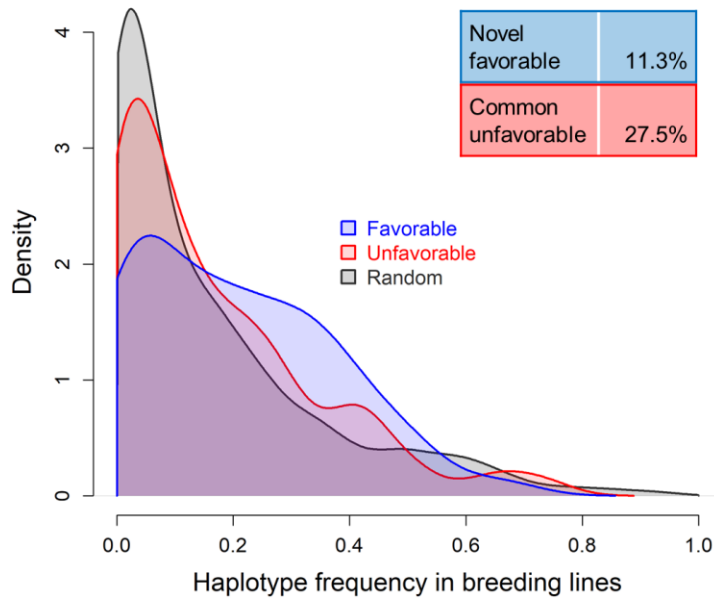 Novel
favorable 11.3%
Common
unfavorable 27.5%
Favorable
Unfavorable
Random
Density
4
3
2
1
0
0.0 0.2 0.4 0.6 0.8 1.0
Haplotype frequency in breeding lines